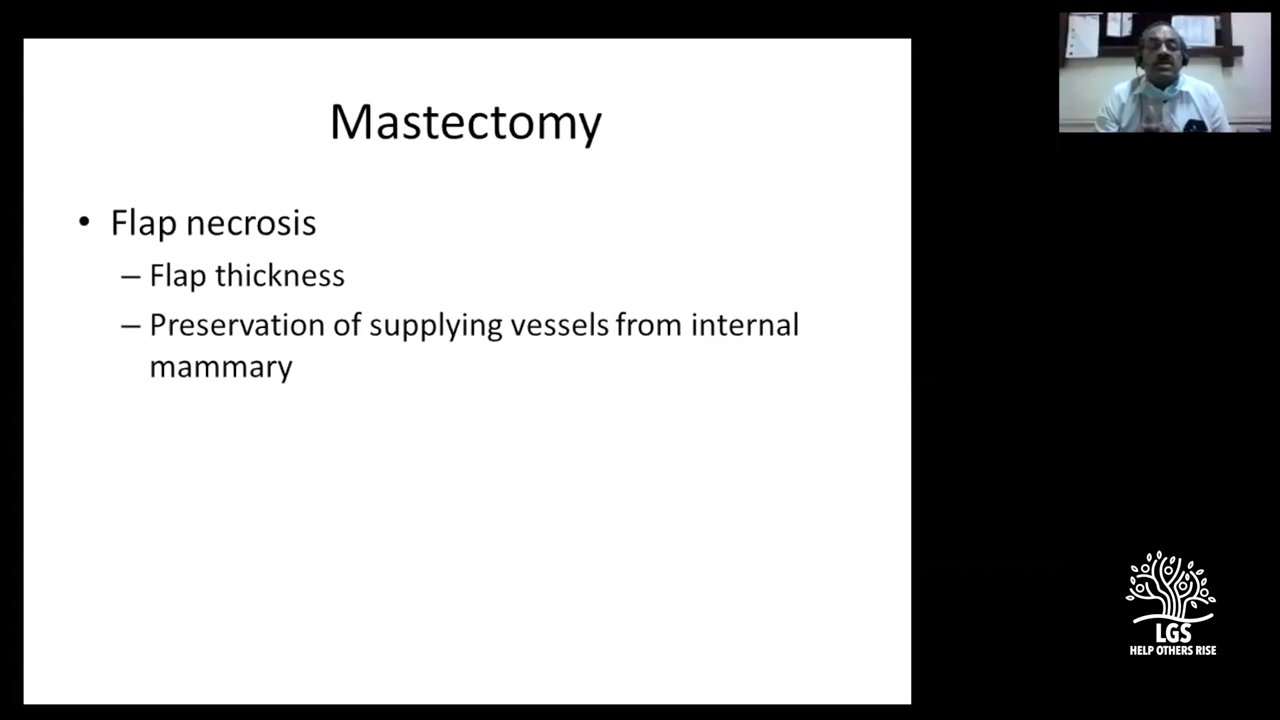 Mastectomy
• Flap necrosis
– Flap thickness
– Preservation of supplying vessels from internal
mammary
LGS
HELP OTHERS RISE